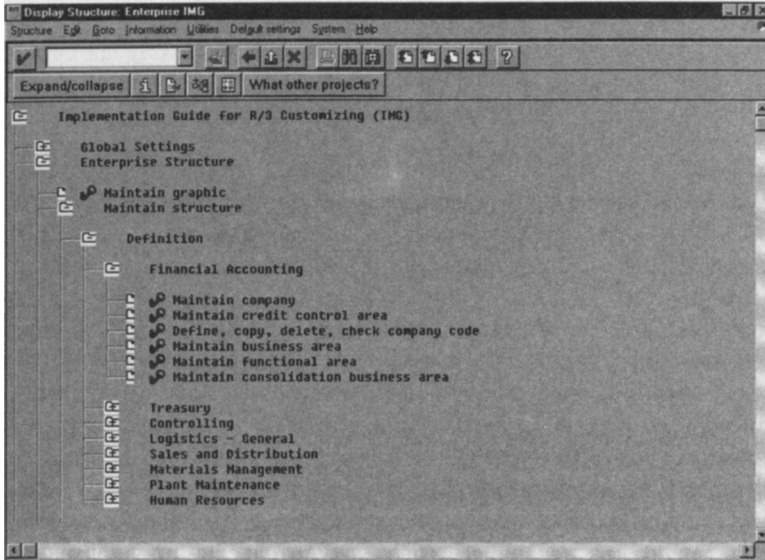 Display Structure: Enterprise IMG
Structure Edit Goto Information Utilities Default settings System Help
Expand/collapse What other projects?
Implementation Guide for R/3 Customizing (IMG)
Global Settings
Enterprise Structure
Maintain graphic
Maintain structure
Definition
Financial Accounting
Maintain company
Maintain credit control area
Define, copy, delete, check company code
Maintain business area
Maintain Functional area
Maintain consolidation business area
Treasury
Controlling
Logistics - General
Sales and Distribution
Materials Management
Plant Maintenance
Human Resources